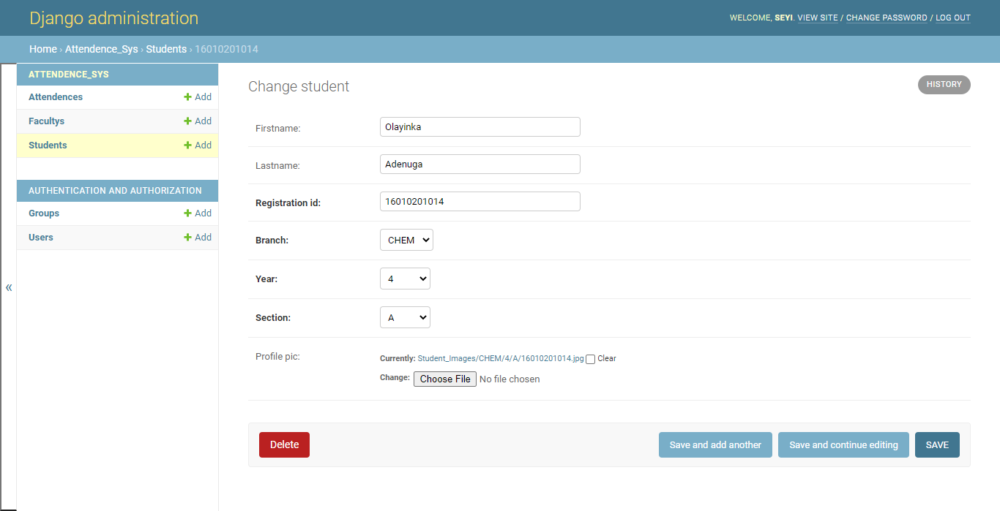 Django administration
WELCOME, SEYI. VIEW SITE / CHANGE PASSWORD / LOG OUT
Home › Attendence_Sys › Students › 16010201014
«
ATTENDENCE_SYS
Attendences + Add
Facultys + Add
Students + Add
AUTHENTICATION AND AUTHORIZATION
Groups + Add
Users + Add
Change student
HISTORY
Firstname: Olayinka
Lastname: Adenuga
Registration id: 16010201014
Branch: CHEM
Year: 4
Section: A
Profile pic: Currently: Student_Images/CHEM/4/A/16010201014.jpg Clear
Change: Choose File No file chosen
Delete Save and add another Save and continue editing SAVE